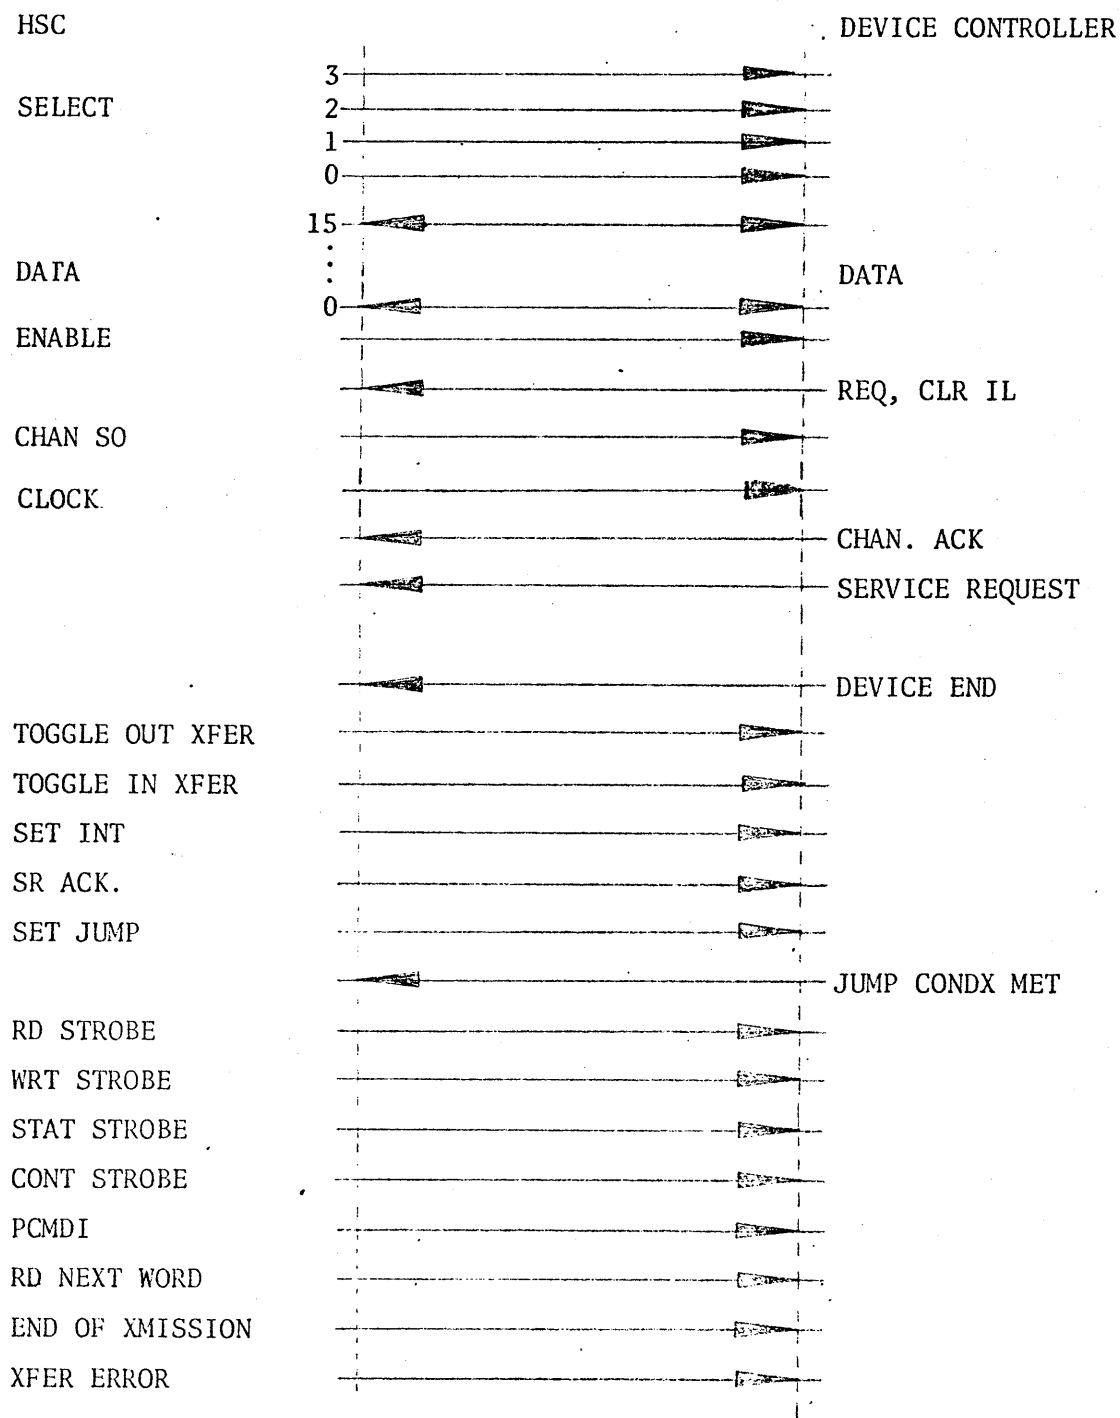 HSC DEVICE CONTROLLER
3
SELECT 2
1
0
15
DATA DATA
0
ENABLE
REQ, CLR IL
CHAN SO
CLOCK
CHAN. ACK
SERVICE REQUEST
DEVICE END
TOGGLE OUT XFER
TOGGLE IN XFER
SET INT
SR ACK.
SET JUMP
JUMP CONDX MET
RD STROBE
WRT STROBE
STAT STROBE
CONT STROBE
PCMDI
RD NEXT WORD
END OF XMISSION
XFER ERROR